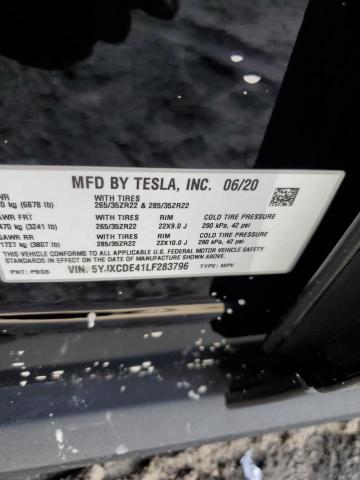 MFD BY TESLA, INC. 06/20
WR WITH TIRES
0 kg (6878 lb) 265/35ZR22 & 285/35ZR22
AWR FRT WITH TIRES RIM COLD TIRE PRESSURE
470 kg (3241 lb) 265/35ZR22 22X9.0 J 290 kPa, 42 psi
AWR RR WITH TIRES RIM COLD TIRE PRESSURE
1727 kg (3807 lb) 285/35ZR22 22X10.0 J 290 kPa, 42 psi
THIS VEHICLE CONFORMS TO ALL APPLICABLE U.S. FEDERAL MOTOR VEHICLE SAFETY
STANDARDS IN EFFECT ON THE DATE OF MANUFACTURE SHOWN ABOVE.
PNT: PBSB VIN: 5YJXCDE41LF283796 TYPE: MPV